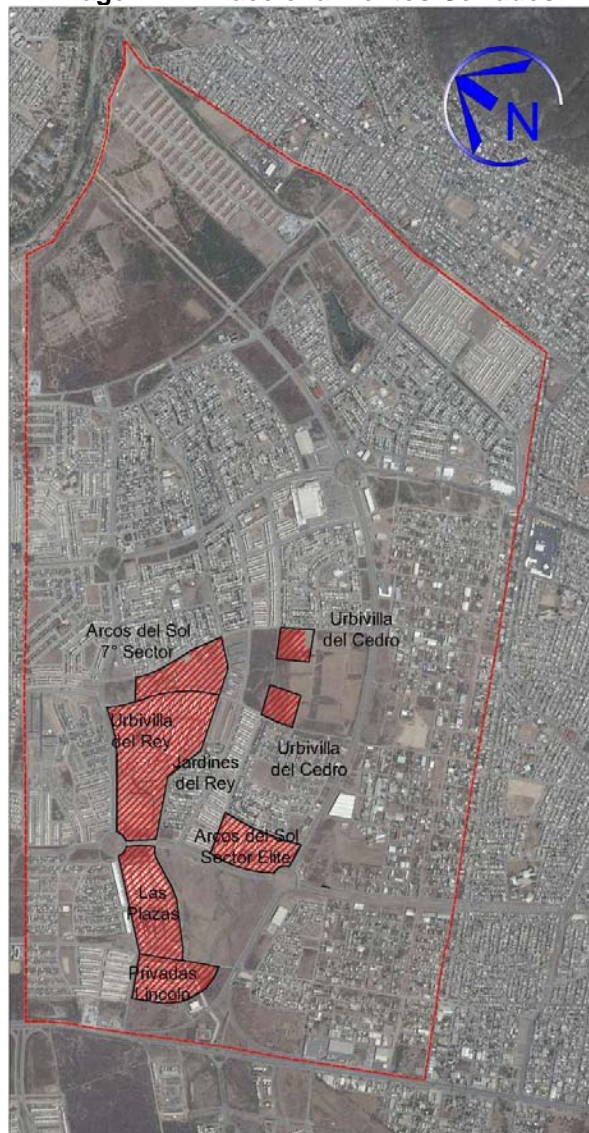 N
Urbivilla
del Cedro
Arcos del Sol
7° Sector
Urbivilla
del Rey
Jardines
del Rey
Urbivilla
del Cedro
Arcos del Sol
Sector Elite
Las
Plazas
Privadas
Lincoln